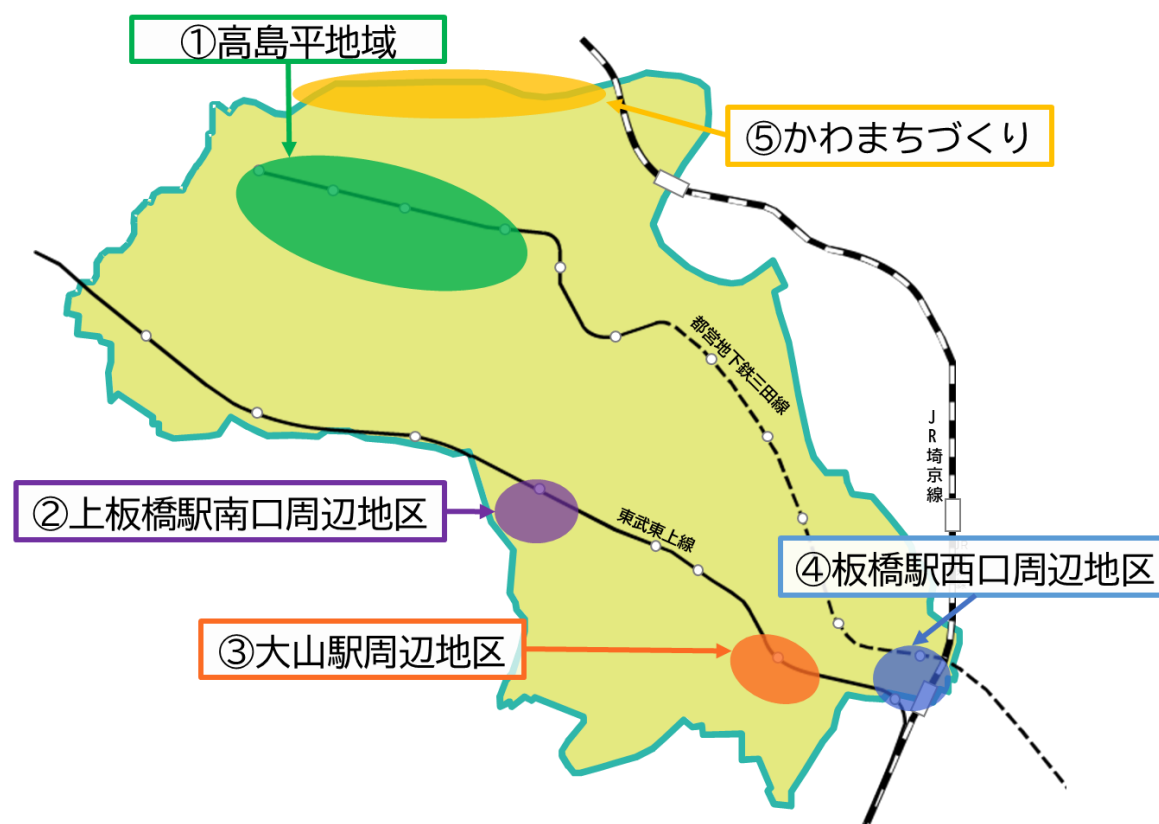 ①高島平地域
⑤かわまちづくり
都営地下鉄三田線
JR埼京線
②上板橋駅南口周辺地区
東武東上線
④板橋駅西口周辺地区
③大山駅周辺地区